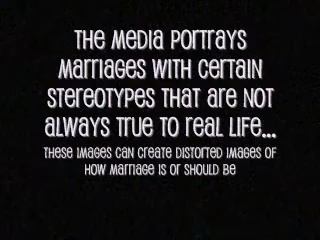 The Media portrays
Marriages with certain
stereotypes that are not
always true to real life...
These images can create distorted images of
how marriage is or should be